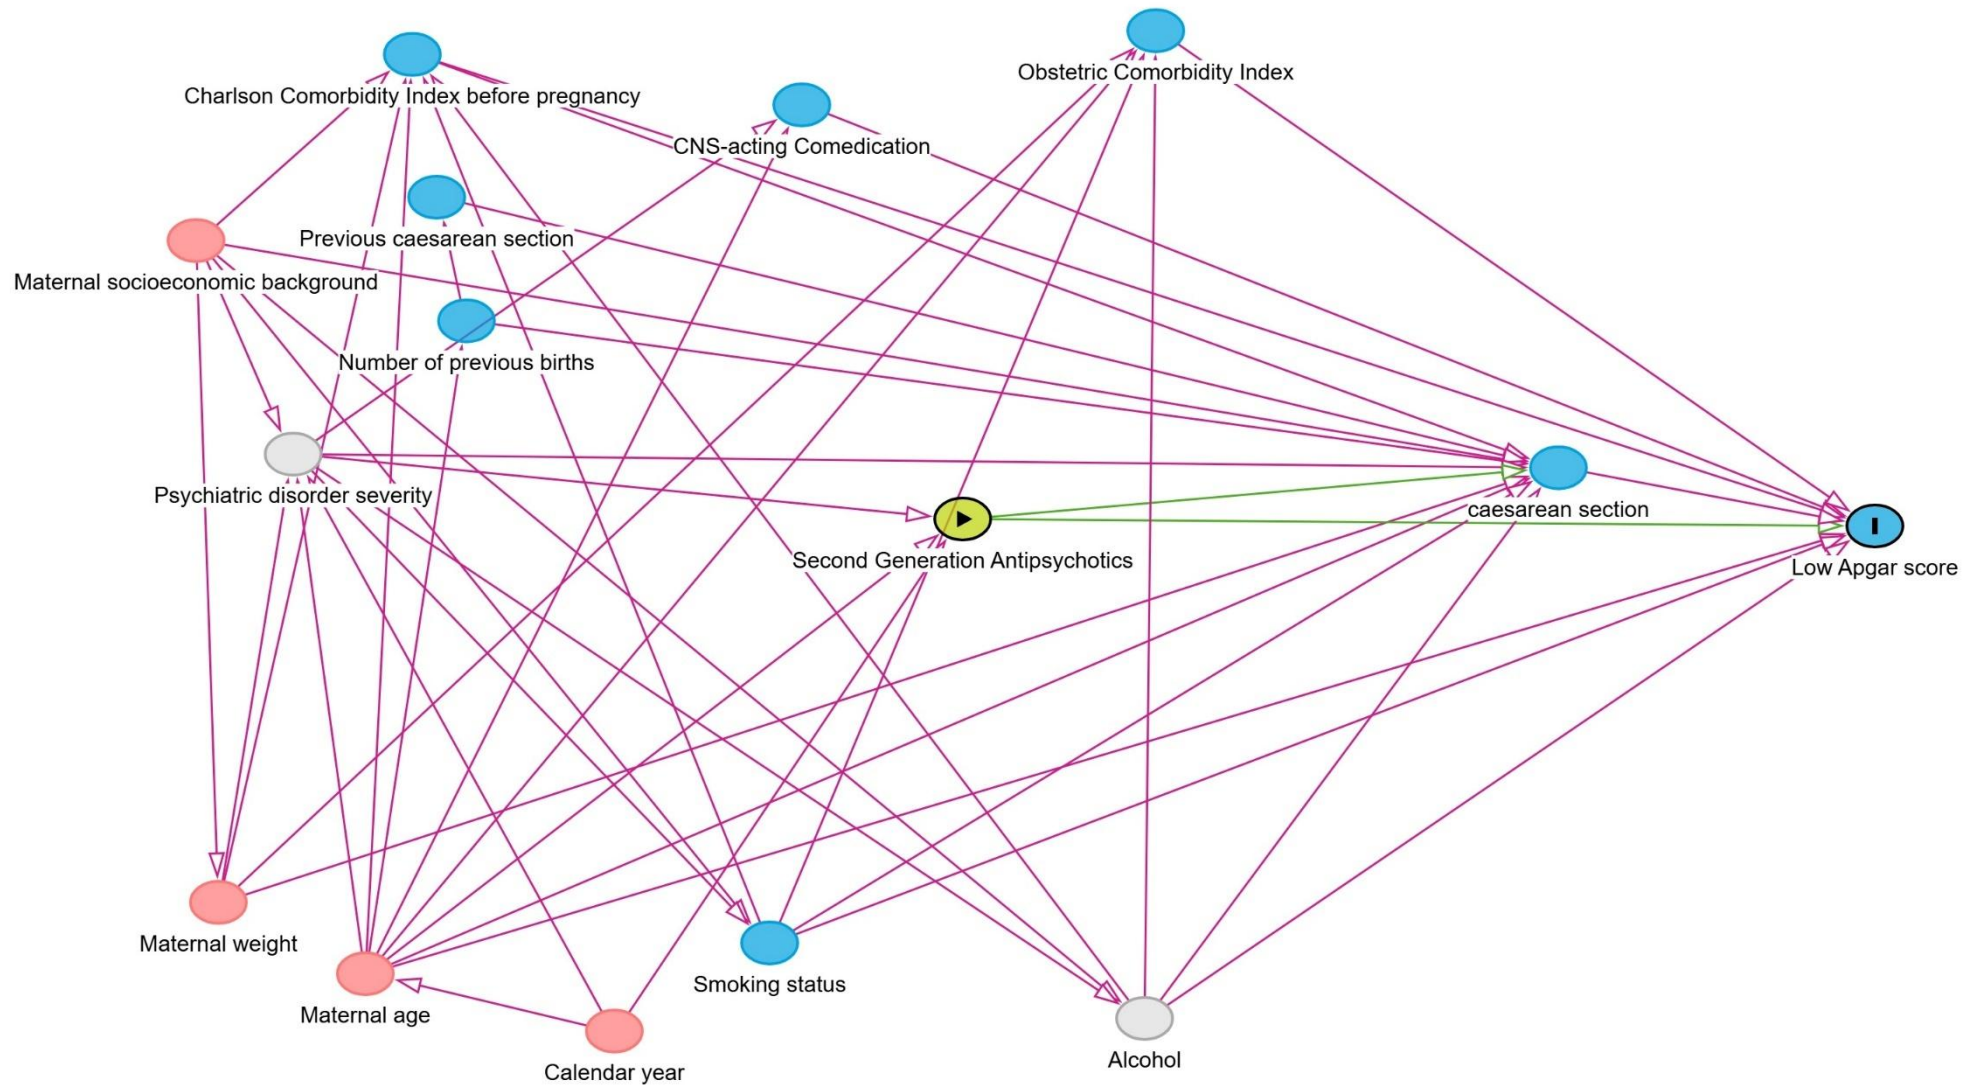 Obstetric Comorbidity Index
Charlson Comorbidity Index before pregnancy
CNS-acting Comedication
Previous caesarean section
Maternal socioeconomic background
Number of previous births
Psychiatric disorder severity
caesarean section
Second Generation Antipsychotics
Low Apgar score
Maternal weight
Smoking status
Maternal age
Alcohol
Calendar year